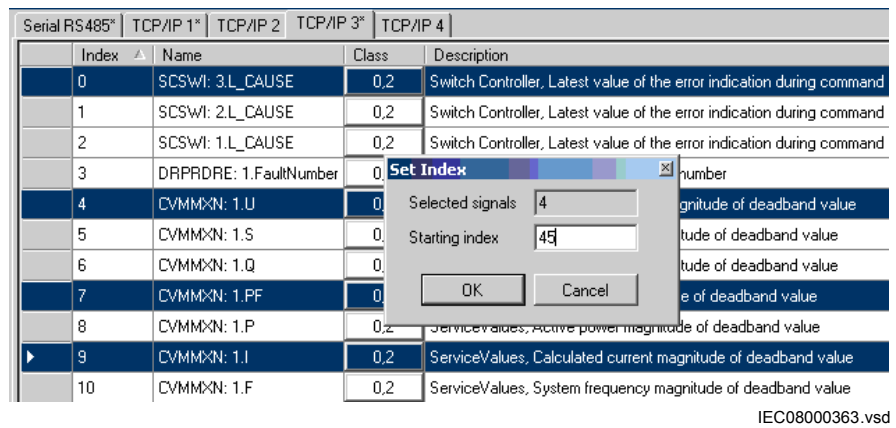 Serial RS485* TCP/IP 1* TCP/IP 2 TCP/IP 3* TCP/IP 4
Index Name Class Description
0 SCSWI: 3.L_CAUSE 0,2 Switch Controller, Latest value of the error indication during command
1 SCSWI: 2.L_CAUSE 0,2 Switch Controller, Latest value of the error indication during command
2 SCSWI: 1.L_CAUSE 0,2 Switch Controller, Latest value of the error indication during command
3 DRPRDRE: 1.FaultNumber 0, number
4 CVMMXN: 1.U 0, gnitude of deadband value
5 CVMMXN: 1.S 0, tude of deadband value
6 CVMMXN: 1.Q 0, tude of deadband value
7 CVMMXN: 1.PF 0, e of deadband value
8 CVMMXN: 1.P 0,2 ServiceValues, Active power magnitude of deadband value
9 CVMMXN: 1.I 0,2 ServiceValues, Calculated current magnitude of deadband value
10 CVMMXN: 1.F 0,2 ServiceValues, System frequency magnitude of deadband value
Set Index
Selected signals 4
Starting index 45
OK Cancel
IEC08000363.vsd